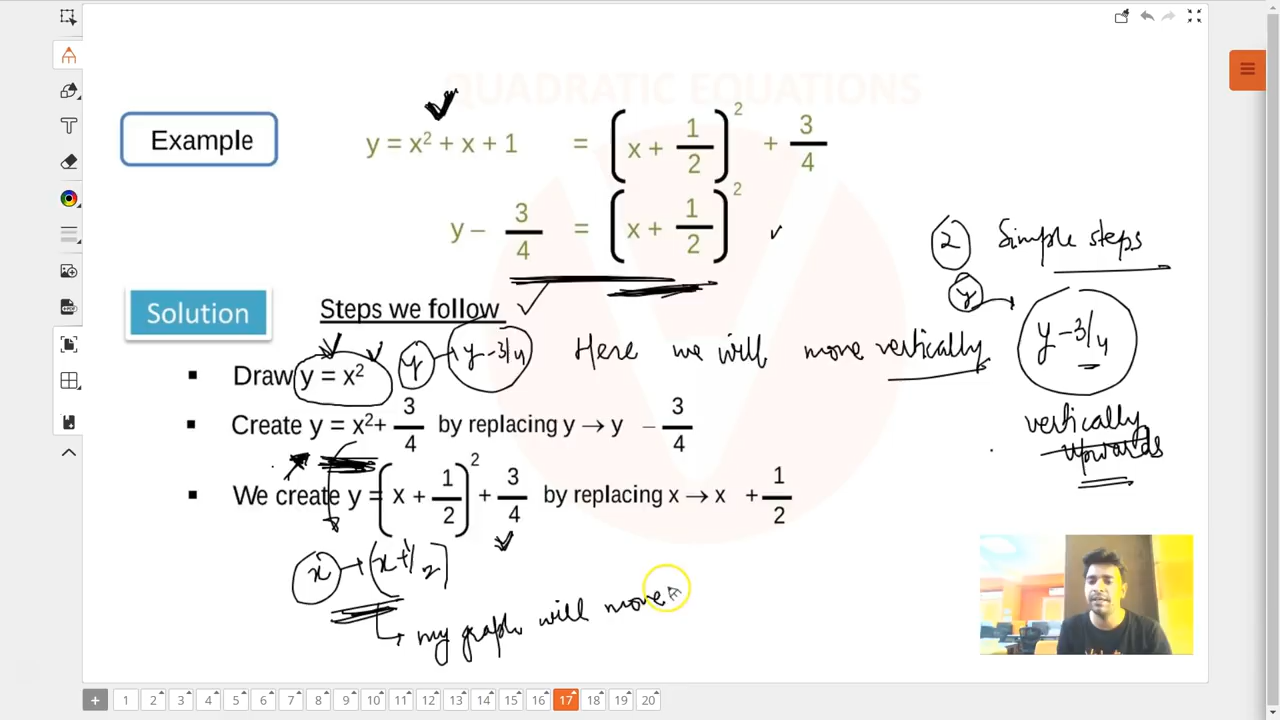 QUADRATIC EQUATIONS
Example
y = x² + x + 1 = (x + 1/2)² + 3/4
y – 3/4 = (x + 1/2)²
2 Simple steps
y
y – 3/4
vertically
upwards
Solution
Steps we follow
y → y – 3/4 Here we will move vertically
▪ Draw y = x²
▪ Create y = x² + 3/4 by replacing y → y – 3/4
▪ We create y = (x + 1/2)² + 3/4 by replacing x → x + 1/2
x → (x + 1/2)
↳ my graph will move
+ 1 2 3 4 5 6 7 8 9 10 11 12 13 14 15 16 17 18 19 20